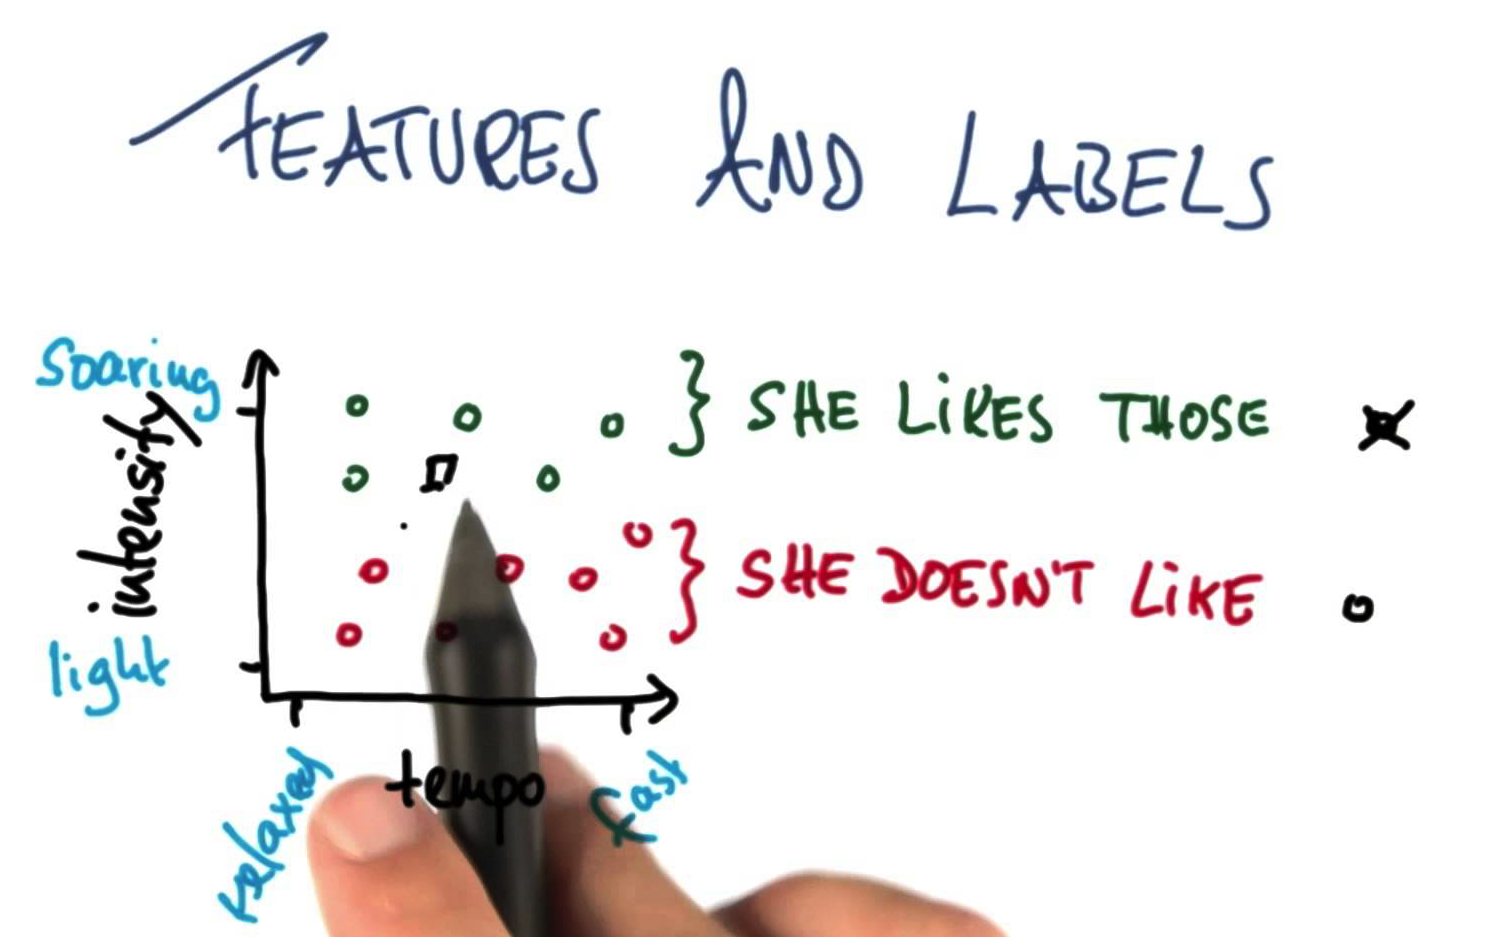 FEATURES AND LABELS
Soaring
intensity
light
SHE LiKES THOSE
SHE DOESN'T LiKE
relaxed
tempo
fast